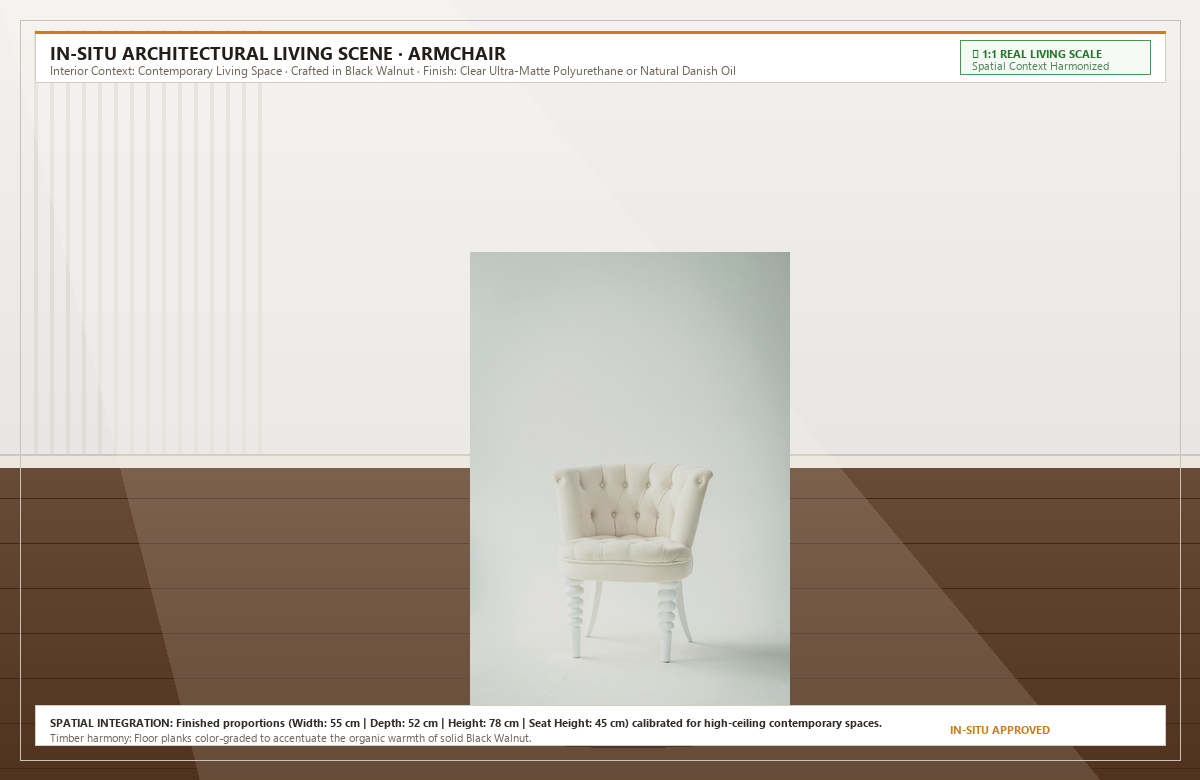 IN-SITU ARCHITECTURAL LIVING SCENE · ARMCHAIR
Interior Context: Contemporary Living Space · Crafted in Black Walnut · Finish: Clear Ultra-Matte Polyurethane or Natural Danish Oil
1:1 REAL LIVING SCALE
Spatial Context Harmonized
SPATIAL INTEGRATION: Finished proportions (Width: 55 cm | Depth: 52 cm | Height: 78 cm | Seat Height: 45 cm) calibrated for high-ceiling contemporary spaces.
Timber harmony: Floor planks color-graded to accentuate the organic warmth of solid Black Walnut.
IN-SITU APPROVED